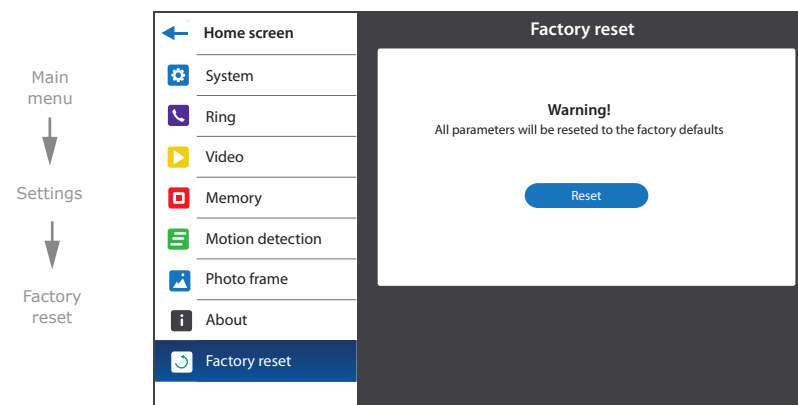 Main
menu
Settings
Factory
reset
Home screen
System
Ring
Video
Memory
Motion detection
Photo frame
About
Factory reset
Factory reset
Warning!
All parameters will be reseted to the factory defaults
Reset